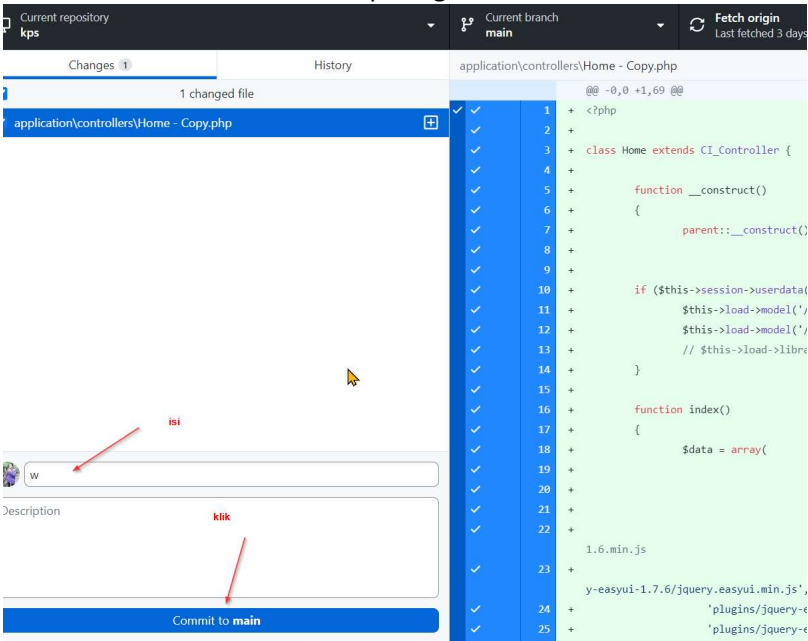 Current repository
kps
Current branch
main
Fetch origin
Last fetched 3 days
Changes 1
History
1 changed file
application\controllers\Home - Copy.php
application\controllers\Home - Copy.php
@@ -0,0 +1,69 @@
1 + <?php
2 +
3 + class Home extends CI_Controller {
4 +
5 + function __construct()
6 + {
7 + parent::__construct()
8 +
9 +
10 + if ($this->session->userdata(
11 + $this->load->model('/
12 + $this->load->model('/
13 + // $this->load->libra
14 + }
15 +
16 + function index()
17 + {
18 + $data = array(
19 +
20 +
21 +
22 +
1.6.min.js
23 +
y-easyui-1.7.6/jquery.easyui.min.js',
24 + 'plugins/jquery-e
25 + 'plugins/jquery-e
isi
w
Description
klik
Commit to main